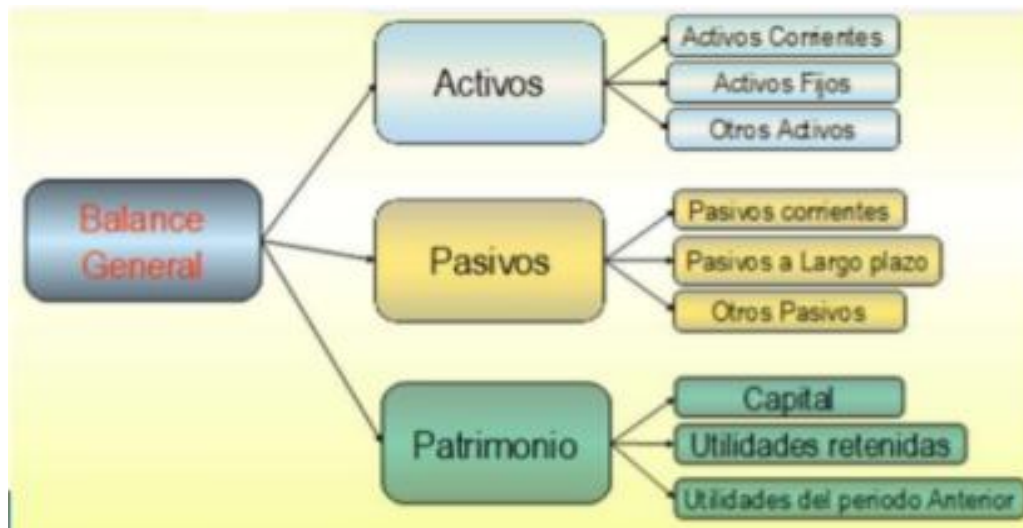 Balance
General
Activos
Activos Corrientes
Activos Fijos
Otros Activos
Pasivos
Pasivos corrientes
Pasivos a Largo plazo
Otros Pasivos
Patrimonio
Capital
Utilidades retenidas
Utilidades del periodo Anterior